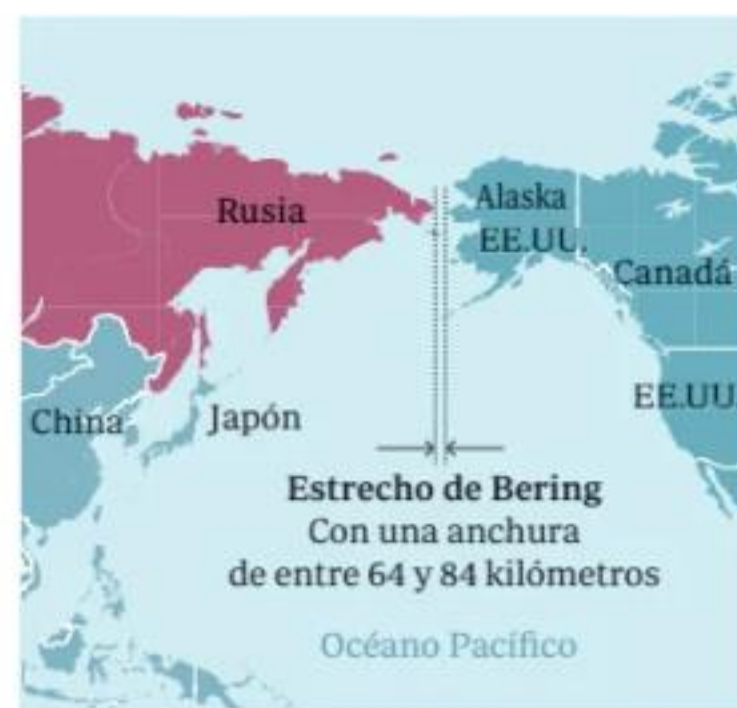 Rusia
Alaska
EE.UU.
Canadá
EE.UU.
China
Japón
Estrecho de Bering
Con una anchura
de entre 64 y 84 kilómetros
Océano Pacífico